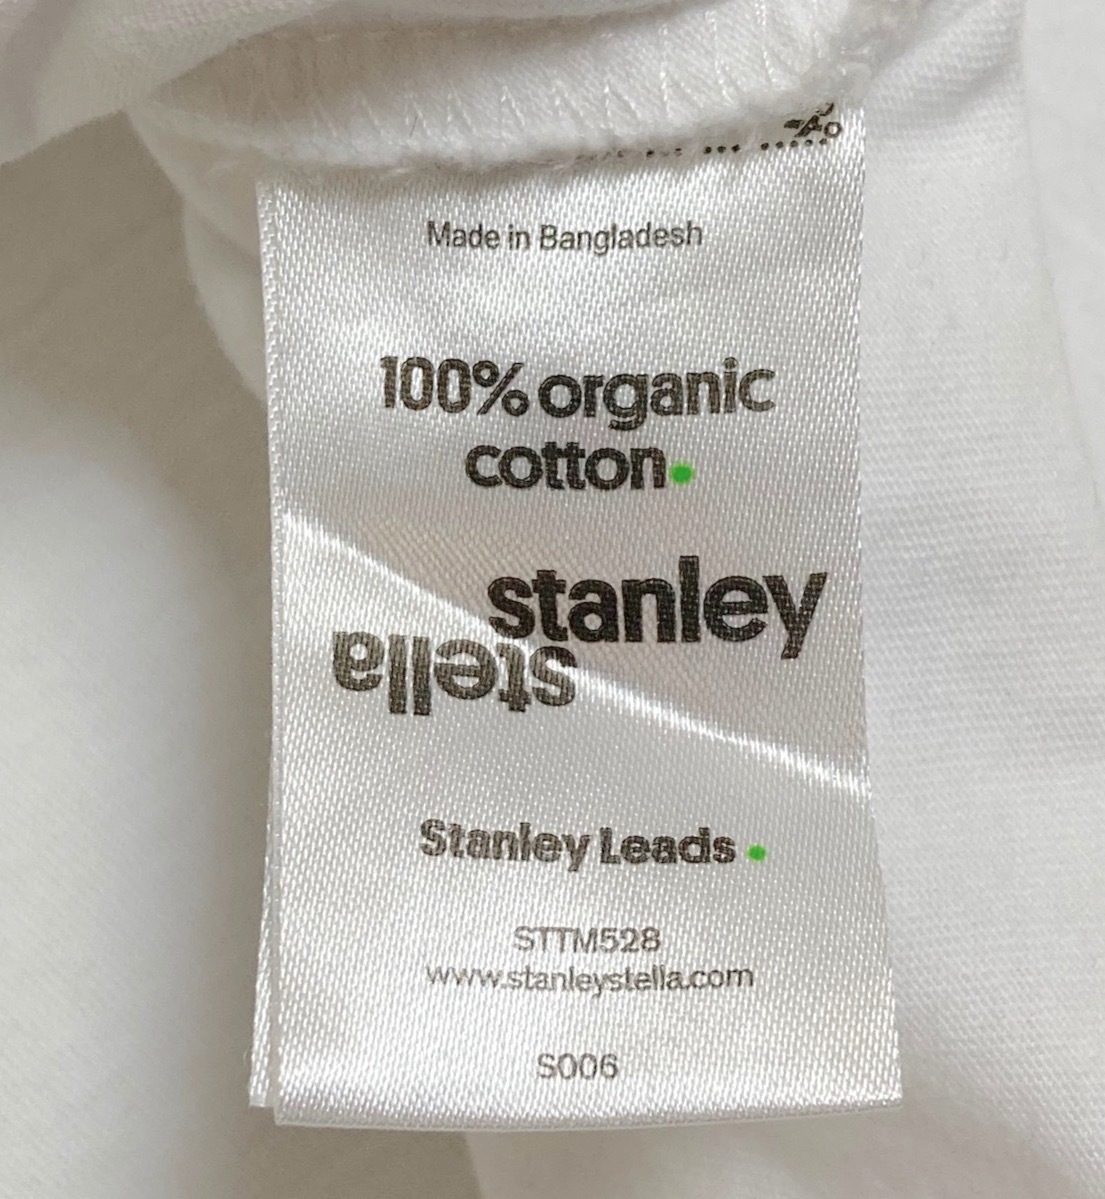 Made in Bangladesh
100% organic
cotton.
stanley
stella
Stanley Leads.
STTM528
www.stanleystella.com
S006